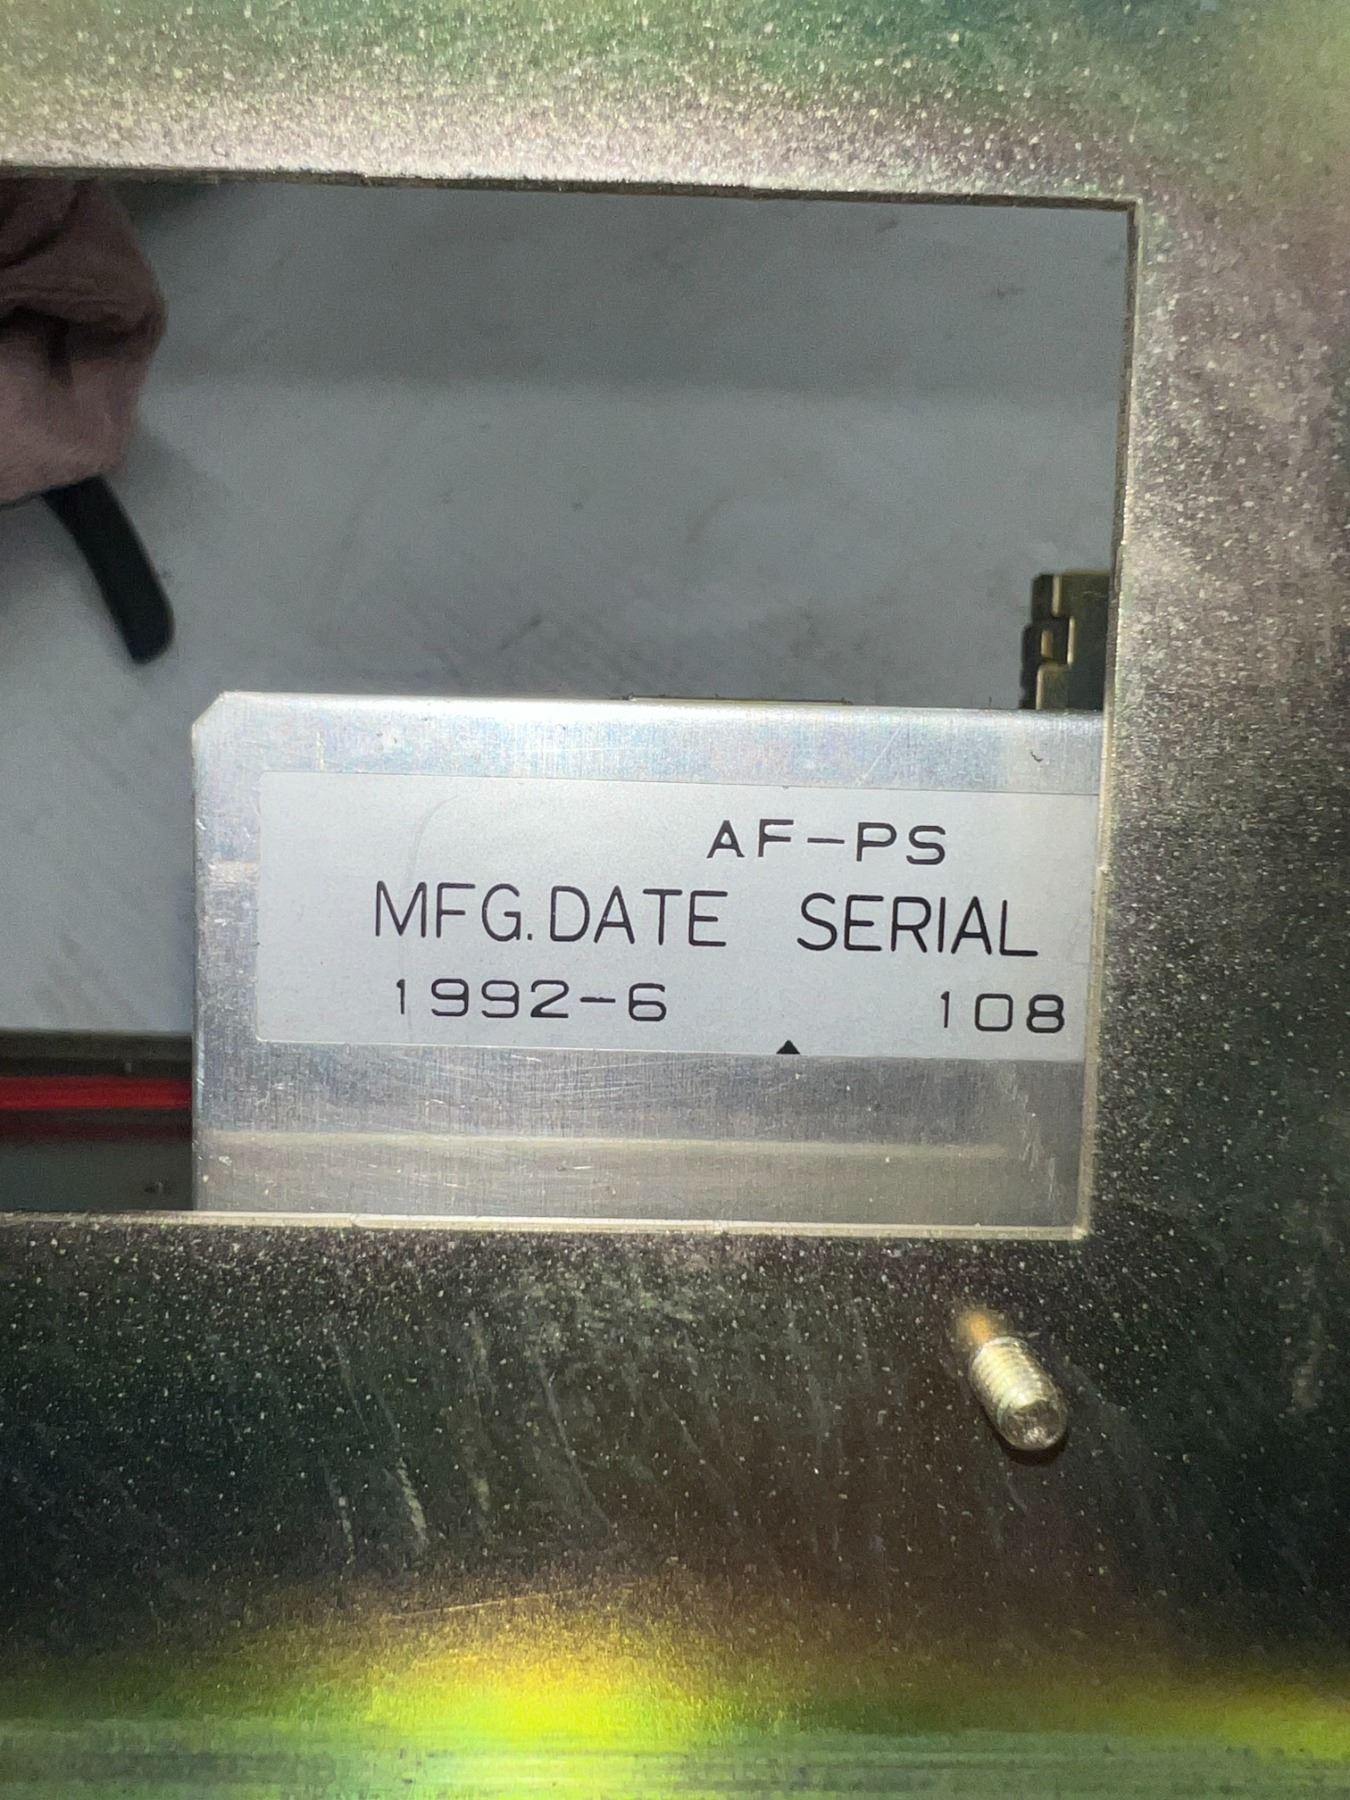 AF-PS
MFG.DATE SERIAL
1992-6 108